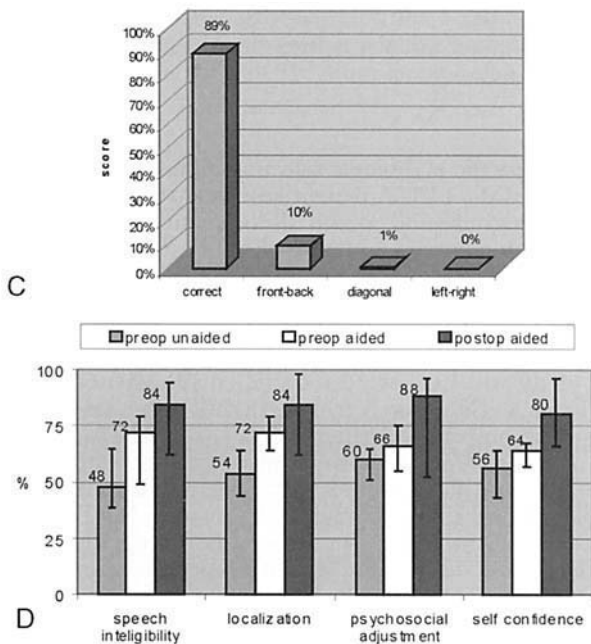 100%
90%
80%
70%
60%
50%
40%
30%
20%
10%
0%
score
89%
10%
1%
0%
correct front-back diagonal left-right
C
preop unaided preop aided postop aided
100
75
50
25
0
%
48 72 84
54 72 84
60 66 88
56 64 80
D
speech inteligibility
localization
psychosocial adjustment
self confidence